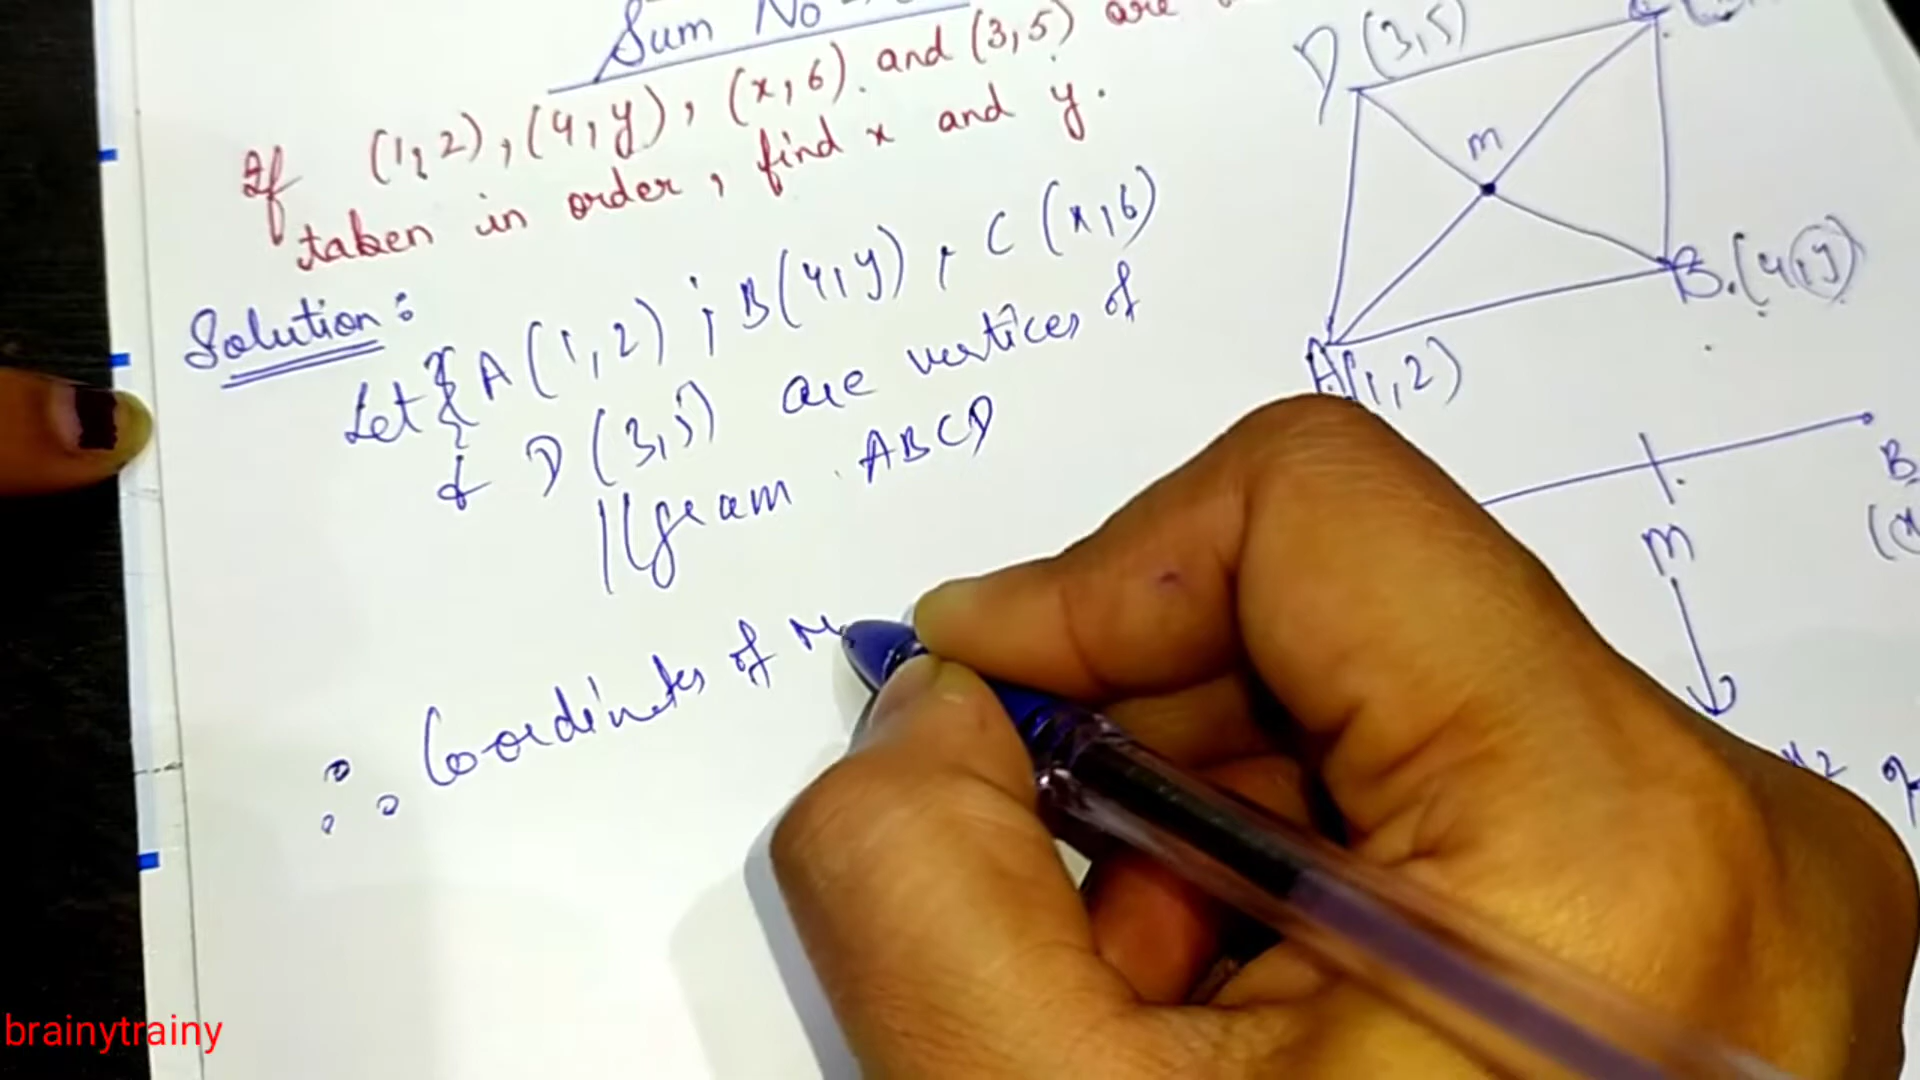 Sum No
If (1,2), (4,y), (x,6) and (3,5) are
taken in order, find x and y.
Solution:
Let A(1,2) ; B(4,y), C(x,6)
& D(3,5) are vertices of
||gram ABCD
∴ Coordinates of M
D(3,5)
C
m
B.(4,y)
A(1,2)
B
m
brainytrainy